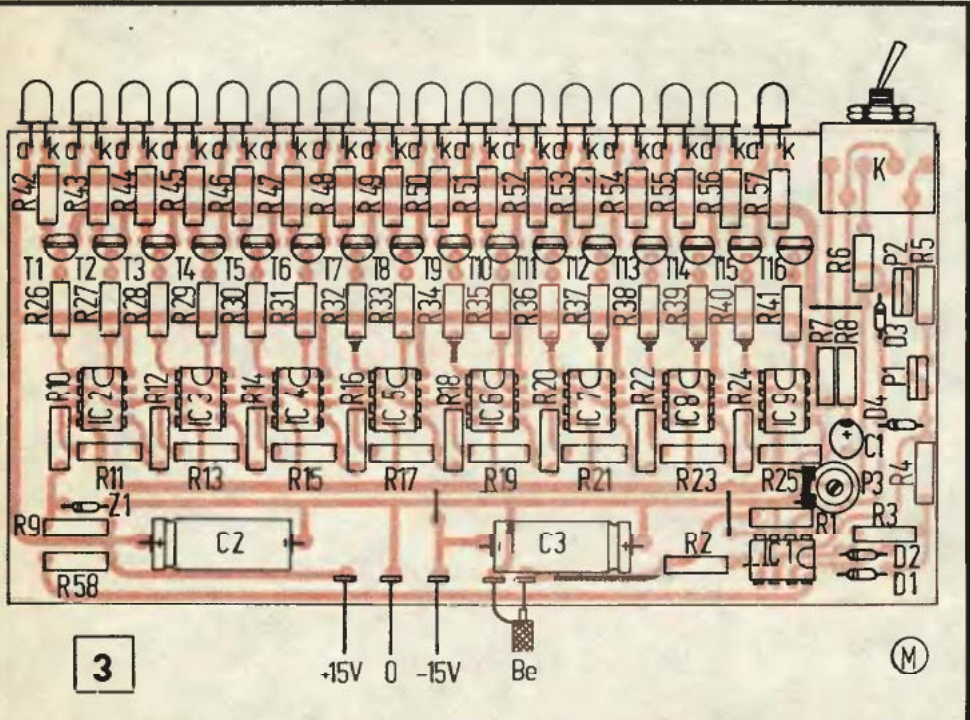 a k a k a k a k a k a k a k a k a k a k a k a k a k a k a k a k K
R42 R43 R44 R45 R46 R47 R48 R49 R50 R51 R52 R53 R54 R55 R56 R57
T1 T2 T3 T4 T5 T6 T7 T8 T9 T10 T11 T12 T13 T14 T15 T16 R6 P2 R5
R26 R27 R28 R29 R30 R31 R32 R33 R34 R35 R36 R37 R38 R39 R40 R41 D3
R7 R8
R10 IC2 R12 IC3 R14 IC4 R16 IC5 R18 IC6 R20 IC7 R22 IC8 R24 IC9 P1
D4
C1
R11 R13 R15 R17 R19 R21 R23 R25 P3 R4
Z1
R9 C2 C3 R2 R1 R3
IC1 D2
R58 D1
+15V 0 -15V Be
3 M